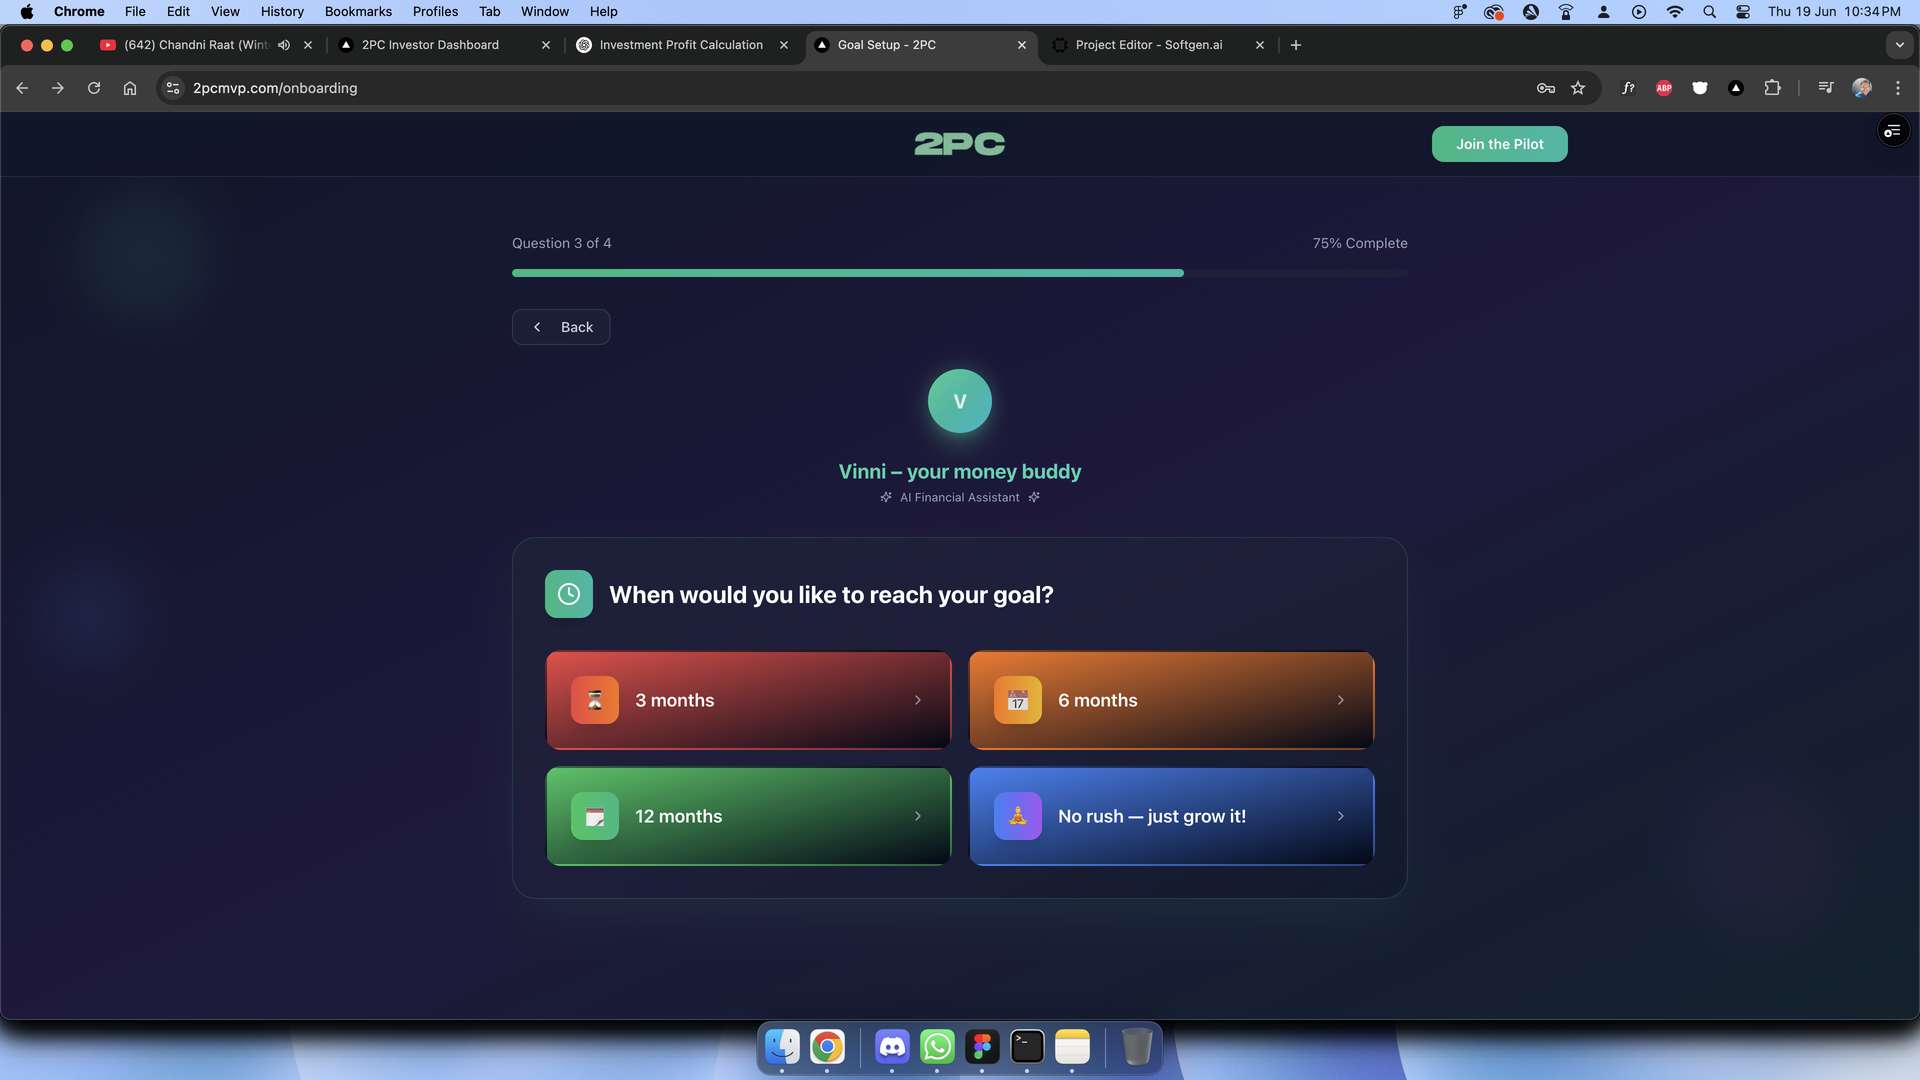 Chrome File Edit View History Bookmarks Profiles Tab Window Help Thu 19 Jun 10:34 PM
(642) Chandni Raat (Wint 2PC Investor Dashboard Investment Profit Calculation Goal Setup - 2PC Project Editor - Softgen.ai
2pcmvp.com/onboarding f? ABP
2PC Join the Pilot
Question 3 of 4 75% Complete
Back
V
Vinni – your money buddy
AI Financial Assistant
When would you like to reach your goal?
3 months 17 6 months
12 months No rush — just grow it!